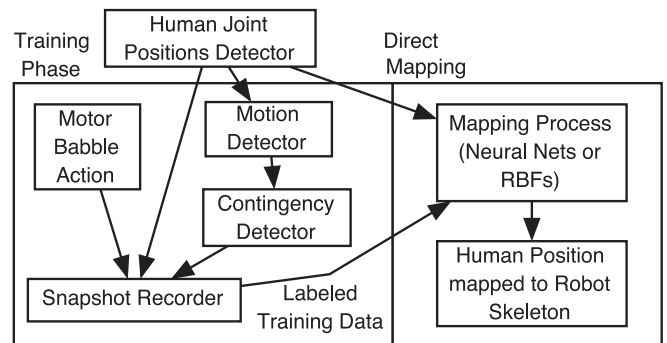 Training
Phase
Human Joint
Positions Detector
Direct
Mapping
Motor
Babble
Action
Motion
Detector
Contingency
Detector
Snapshot Recorder
Labeled
Training Data
Mapping Process
(Neural Nets or
RBFs)
Human Position
mapped to Robot
Skeleton